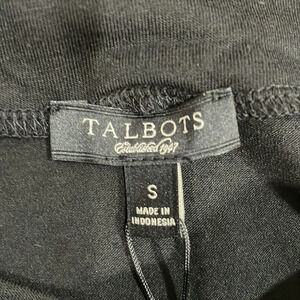 TALBOTS
Established 1947
S
MADE IN
INDONESIA